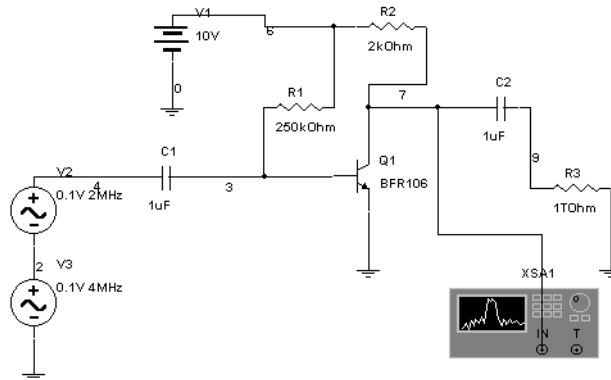 V1
10V
6
0
R2
2kOhm
R1
250kOhm
7
C2
1uF
9
R3
1TOhm
C1
1uF
3
Q1
BFR106
V2
0.1V 2MHz
4
2
V3
0.1V 4MHz
XSA1
IN
T